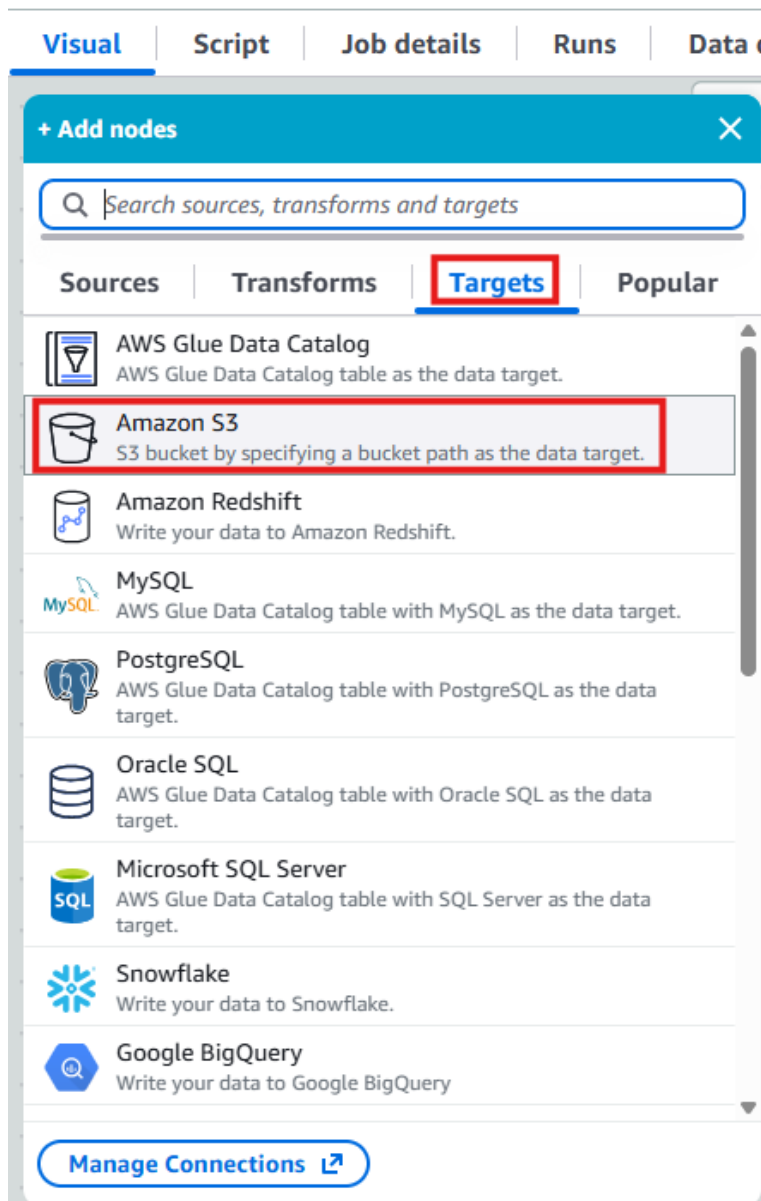 Visual
Script
Job details
Runs
Data
+ Add nodes
Search sources, transforms and targets
Sources
Transforms
Targets
Popular
AWS Glue Data Catalog
AWS Glue Data Catalog table as the data target.
Amazon S3
S3 bucket by specifying a bucket path as the data target.
Amazon Redshift
Write your data to Amazon Redshift.
MySQL
MySQL
AWS Glue Data Catalog table with MySQL as the data target.
PostgreSQL
AWS Glue Data Catalog table with PostgreSQL as the data
target.
Oracle SQL
AWS Glue Data Catalog table with Oracle SQL as the data
target.
SQL
Microsoft SQL Server
AWS Glue Data Catalog table with SQL Server as the data
target.
Snowflake
Write your data to Snowflake.
Google BigQuery
Write your data to Google BigQuery
Manage Connections